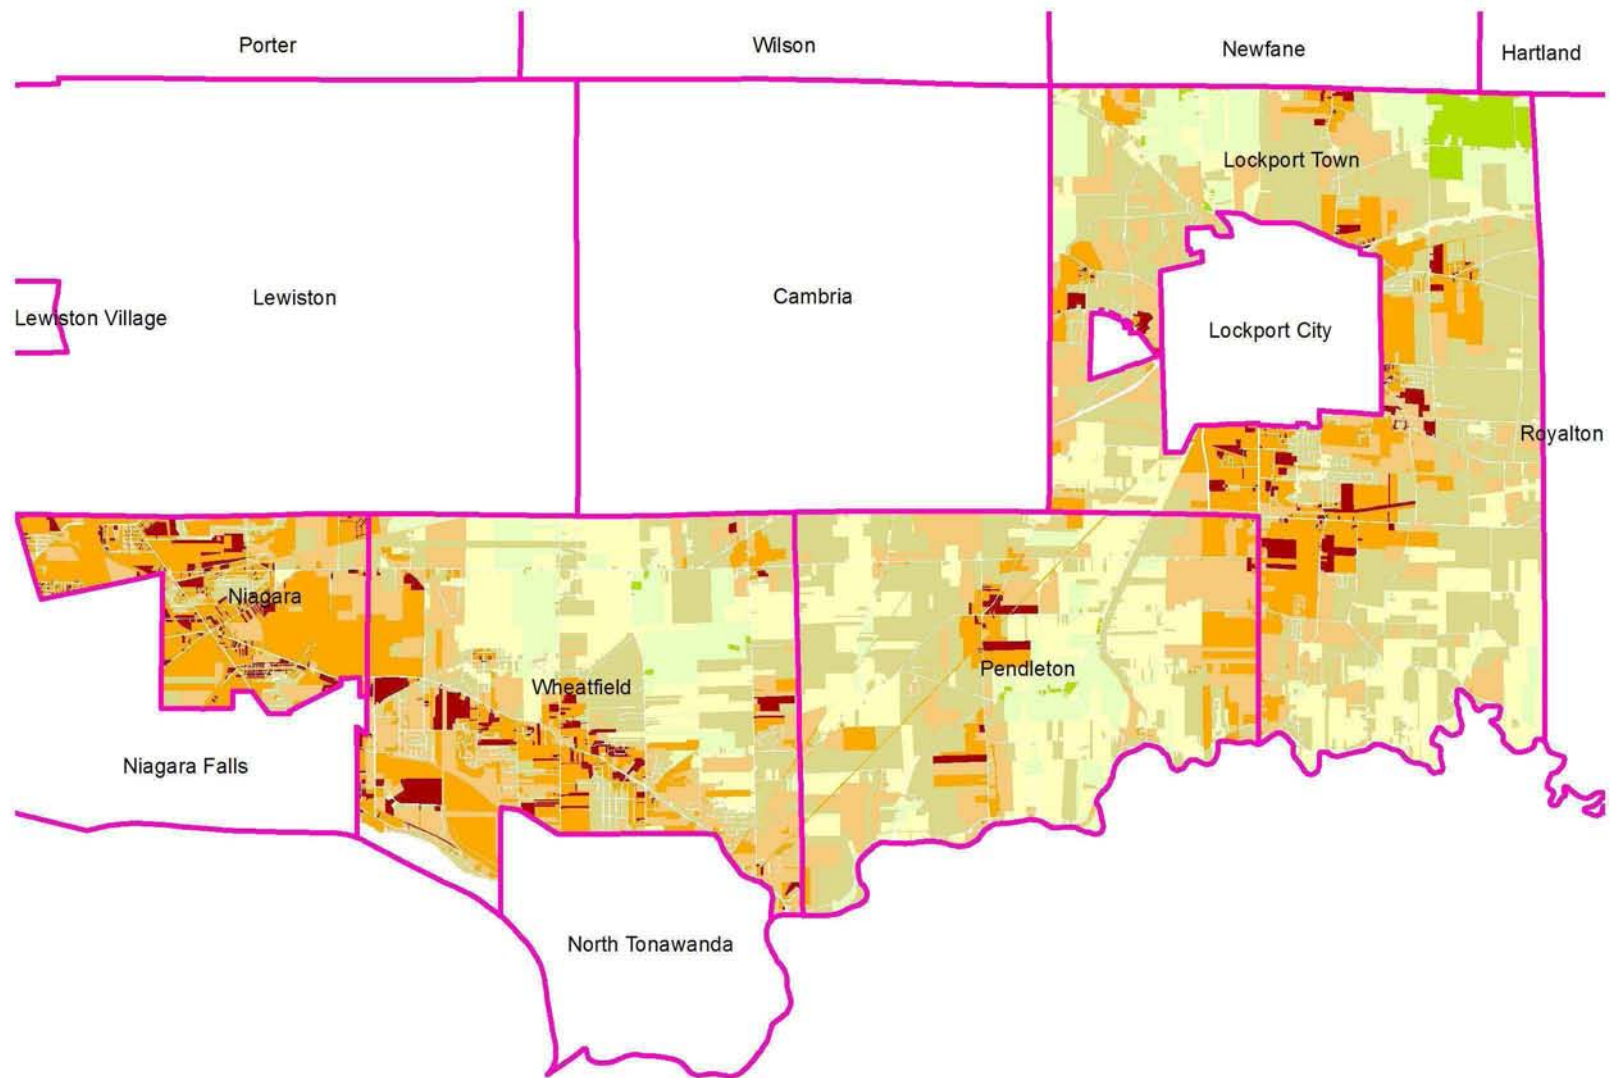 Porter
Wilson
Newfane
Hartland
Lockport Town
Lewiston
Cambria
Lewiston Village
Lockport City
Royalton
Niagara
Pendleton
Wheatfield
Niagara Falls
North Tonawanda